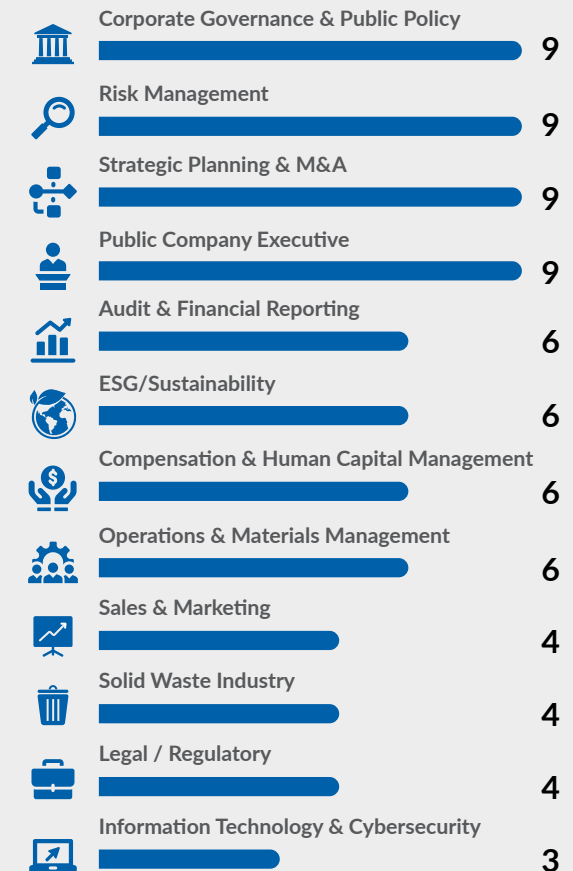 Corporate Governance & Public Policy
9
Risk Management
9
Strategic Planning & M&A
9
Public Company Executive
9
Audit & Financial Reporting
6
ESG/Sustainability
6
Compensation & Human Capital Management
6
Operations & Materials Management
6
Sales & Marketing
4
Solid Waste Industry
4
Legal / Regulatory
4
Information Technology & Cybersecurity
3
$